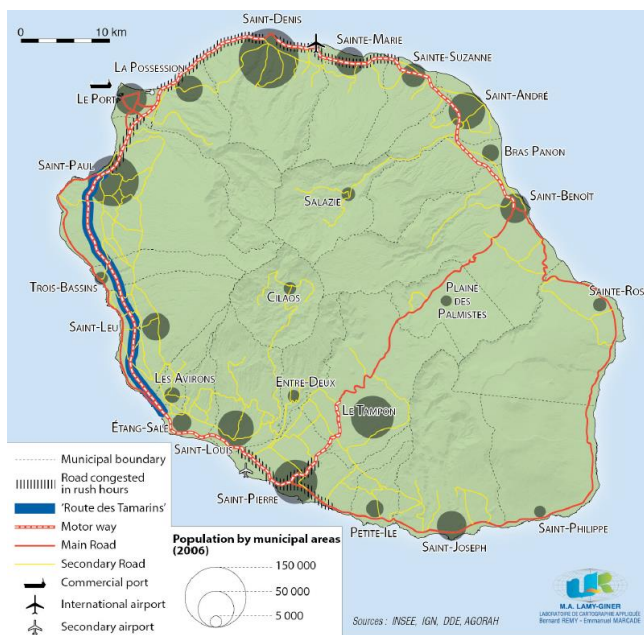 0 10 km
SAINT-DENIS
SAINTE-MARIE
SAINTE-SUZANNE
LA POSSESSION
LE PORT
SAINT-ANDRÉ
BRAS PANON
SAINT-PAUL
SALAZIE
SAINT-BENOÎT
TROIS-BASSINS
CILAOS
PLAINE
DES
PALMISTES
SAINTE-ROS
SAINT-LEU
LES AVIRONS
ENTRE-DEUX
LE TAMPON
ÉTANG-SALÉ
SAINT-LOUIS
SAINT-PIERRE
PETITE-ILE
SAINT-JOSEPH
SAINT-PHILIPPE
Municipal boundary
Road congested
in rush hours
'Route des Tamarins'
Motor way
Main Road
Secondary Road
Commercial port
International airport
Secondary airport
Population by municipal areas
(2006)
150 000
50 000
5 000
Sources : INSEE, IGN, DDE, AGORAH
UR
M.A. LAMY-GINER
LABORATOIRE DE CARTOGRAPHIE APPLIQUÉE
Bernard REMY - Emmanuel MARCADE